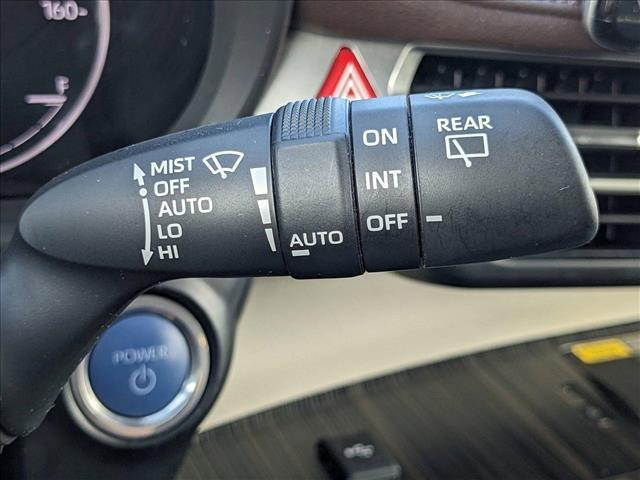 160
F
MIST
OFF
AUTO
LO
HI
AUTO
ON
INT
OFF
REAR
POWER